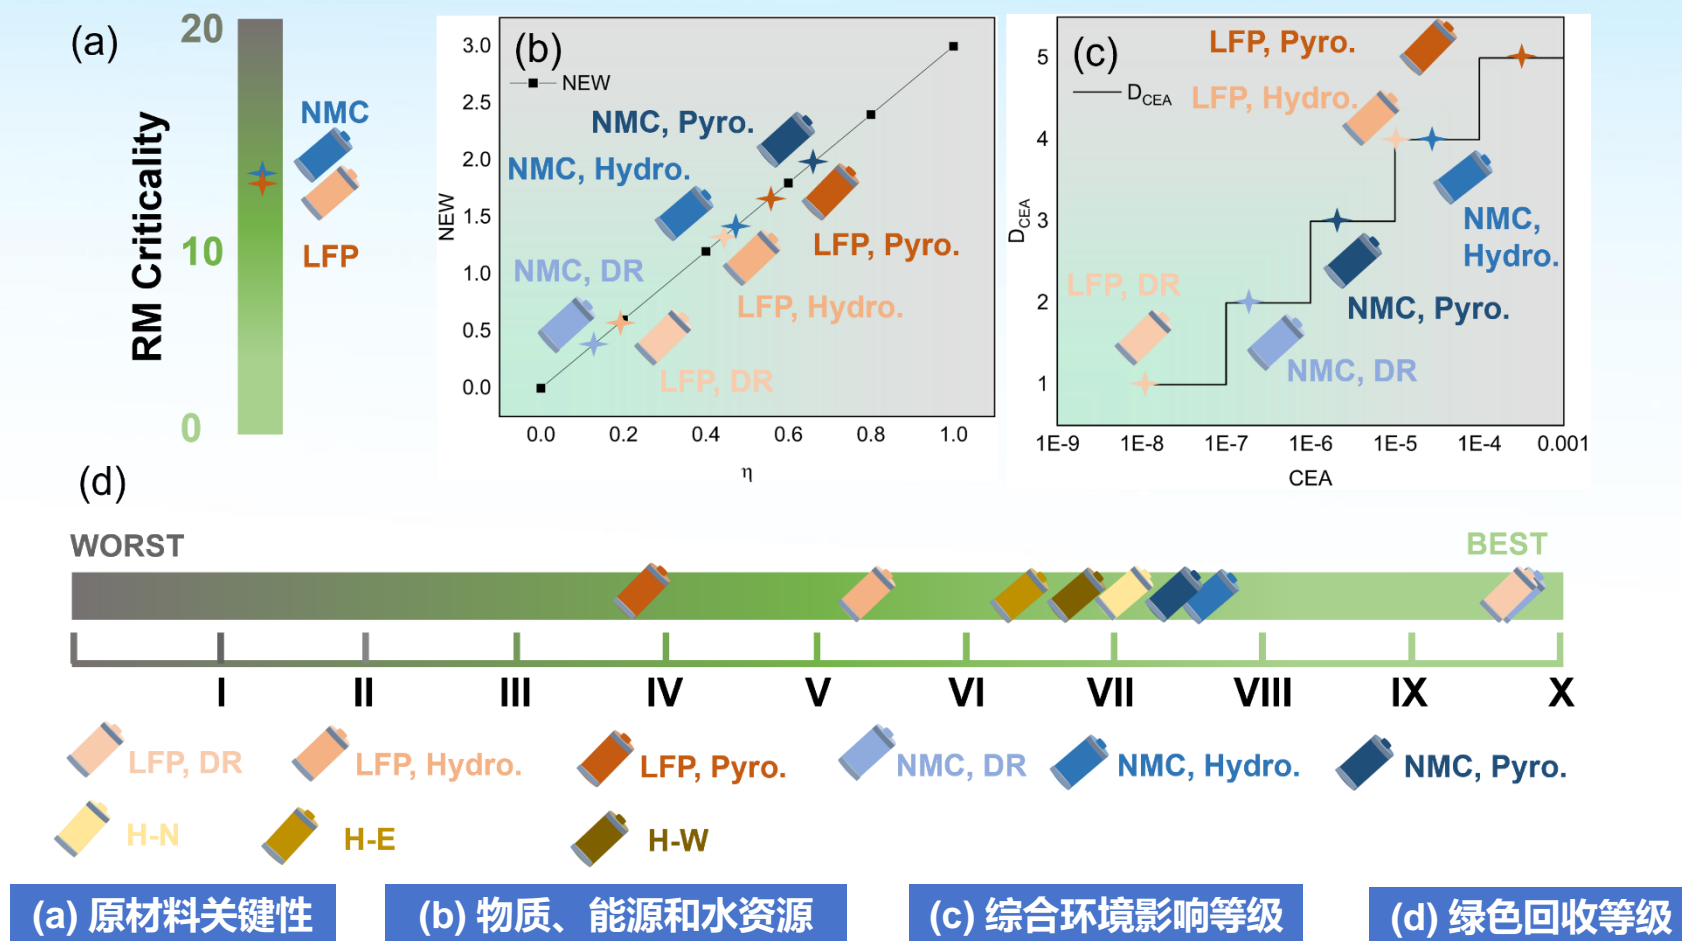 (a)
20
10
0
RM Criticality
NMC
LFP
(b)
NEW
3.0
2.5
2.0
1.5
1.0
0.5
0.0
NEW
NMC, Pyro.
NMC, Hydro.
LFP, Pyro.
NMC, DR
LFP, Hydro.
LFP, DR
0.0 0.2 0.4 0.6 0.8 1.0
η
(c)
D_CEA
5
4
3
2
1
D_CEA
LFP, Pyro.
LFP, Hydro.
NMC,
Hydro.
LFP, DR
NMC, Pyro.
NMC, DR
1E-9 1E-8 1E-7 1E-6 1E-5 1E-4 0.001
CEA
(d)
WORST
BEST
I II III IV V VI VII VIII IX X
LFP, DR LFP, Hydro. LFP, Pyro. NMC, DR NMC, Hydro. NMC, Pyro.
H-N H-E H-W
(a) 原材料关键性
(b) 物质、能源和水资源
(c) 综合环境影响等级
(d) 绿色回收等级